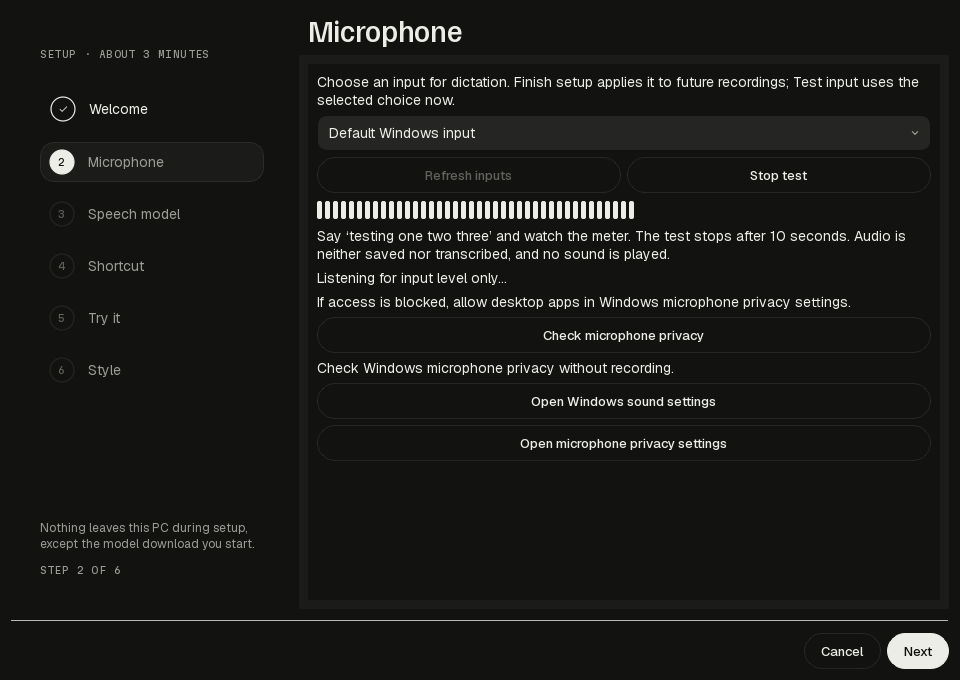 Microphone
SETUP · ABOUT 3 MINUTES
Welcome
2 Microphone
3 Speech model
4 Shortcut
5 Try it
6 Style
Nothing leaves this PC during setup,
except the model download you start.
STEP 2 OF 6
Choose an input for dictation. Finish setup applies it to future recordings; Test input uses the
selected choice now.
Default Windows input
Refresh inputs
Stop test
Say ‘testing one two three’ and watch the meter. The test stops after 10 seconds. Audio is
neither saved nor transcribed, and no sound is played.
Listening for input level only…
If access is blocked, allow desktop apps in Windows microphone privacy settings.
Check microphone privacy
Check Windows microphone privacy without recording.
Open Windows sound settings
Open microphone privacy settings
Cancel
Next